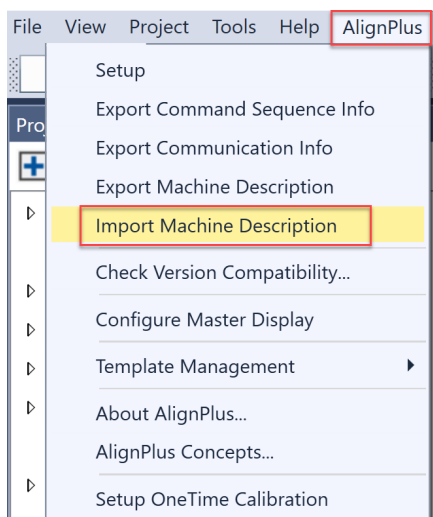 File View Project Tools Help AlignPlus
Setup
Export Command Sequence Info
Pro
Export Communication Info
Export Machine Description
Import Machine Description
Check Version Compatibility...
Configure Master Display
Template Management
About AlignPlus...
AlignPlus Concepts...
Setup OneTime Calibration